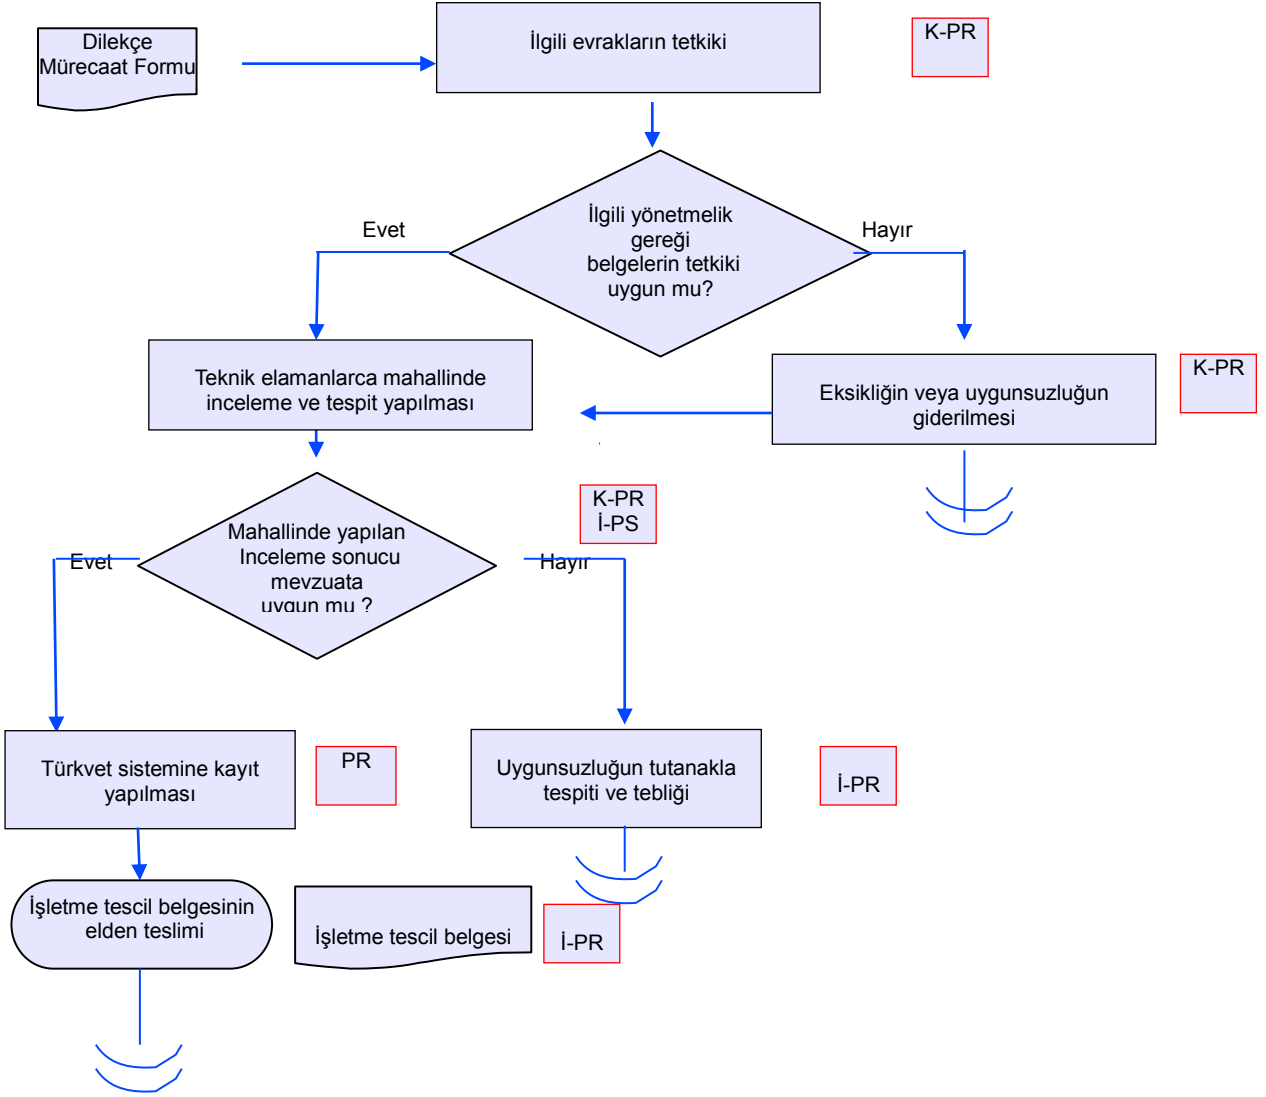 Dilekçe
Mürecaat Formu
İlgili evrakların tetkiki
K-PR
İlgili yönetmelik
gereği
belgelerin tetkiki
uygun mu?
Evet
Hayır
Teknik elamanlarca mahallinde
inceleme ve tespit yapılması
Eksikliğin veya uygunsuzluğun
giderilmesi
K-PR
K-PR
İ-PS
Mahallinde yapılan
Inceleme sonucu
mevzuata
uygun mu ?
Evet
Hayır
Türkvet sistemine kayıt
yapılması
PR
Uygunsuzluğun tutanakla
tespiti ve tebliği
İ-PR
İşletme tescil belgesinin
elden teslimi
İşletme tescil belgesi
İ-PR